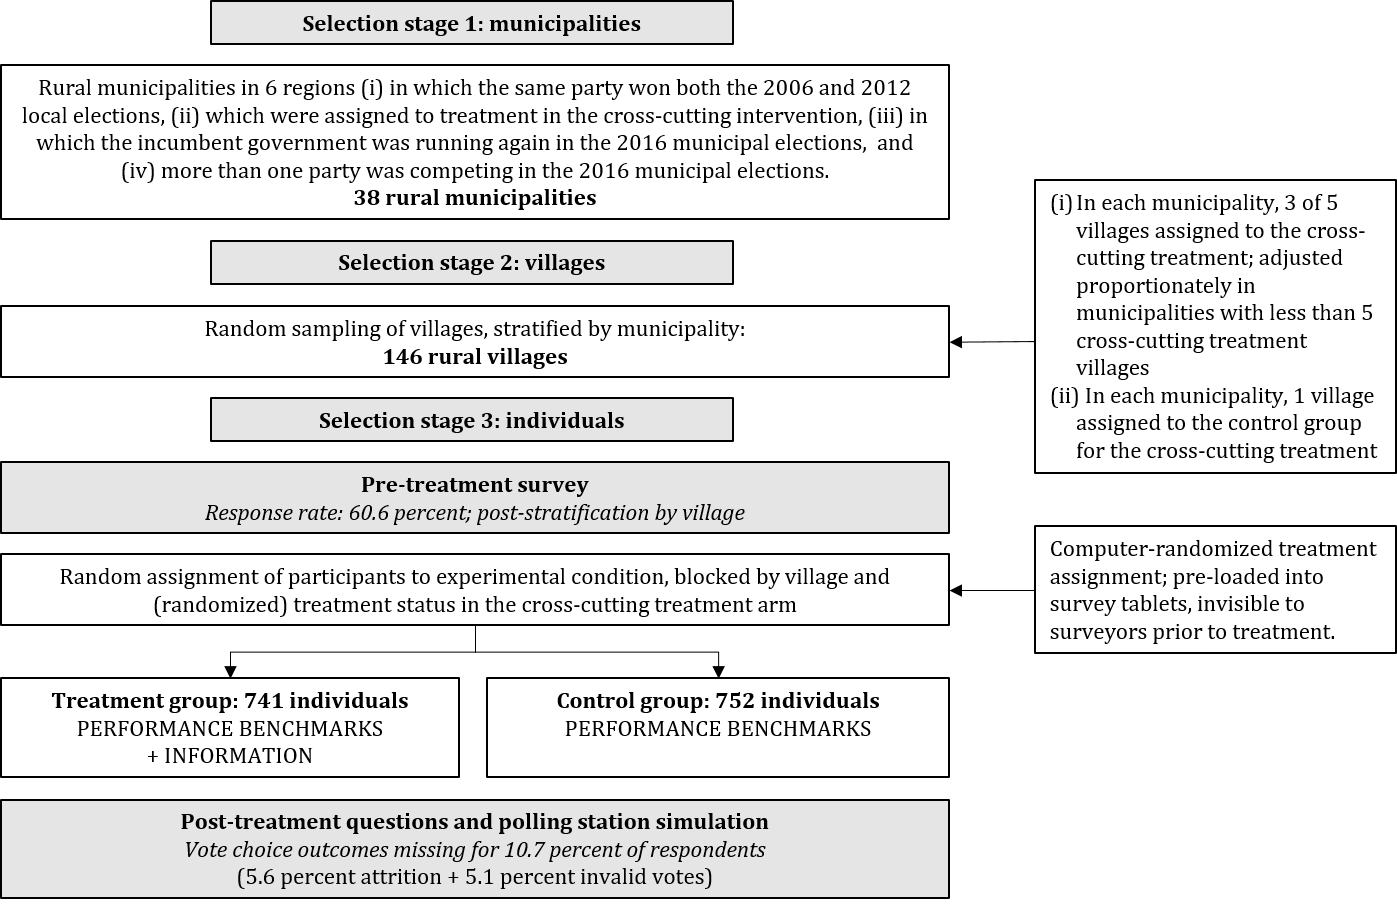 Selection stage 1: municipalities
Rural municipalities in 6 regions (i) in which the same party won both the 2006 and 2012
local elections, (ii) which were assigned to treatment in the cross-cutting intervention, (iii) in
which the incumbent government was running again in the 2016 municipal elections, and
(iv) more than one party was competing in the 2016 municipal elections.
38 rural municipalities
Selection stage 2: villages
Random sampling of villages, stratified by municipality:
146 rural villages
(i) In each municipality, 3 of 5
villages assigned to the cross-
cutting treatment; adjusted
proportionately in
municipalities with less than 5
cross-cutting treatment
villages
(ii) In each municipality, 1 village
assigned to the control group
for the cross-cutting treatment
Selection stage 3: individuals
Pre-treatment survey
Response rate: 60.6 percent; post-stratification by village
Random assignment of participants to experimental condition, blocked by village and
(randomized) treatment status in the cross-cutting treatment arm
Computer-randomized treatment
assignment; pre-loaded into
survey tablets, invisible to
surveyors prior to treatment.
Treatment group: 741 individuals
PERFORMANCE BENCHMARKS
+ INFORMATION
Control group: 752 individuals
PERFORMANCE BENCHMARKS
Post-treatment questions and polling station simulation
Vote choice outcomes missing for 10.7 percent of respondents
(5.6 percent attrition + 5.1 percent invalid votes)